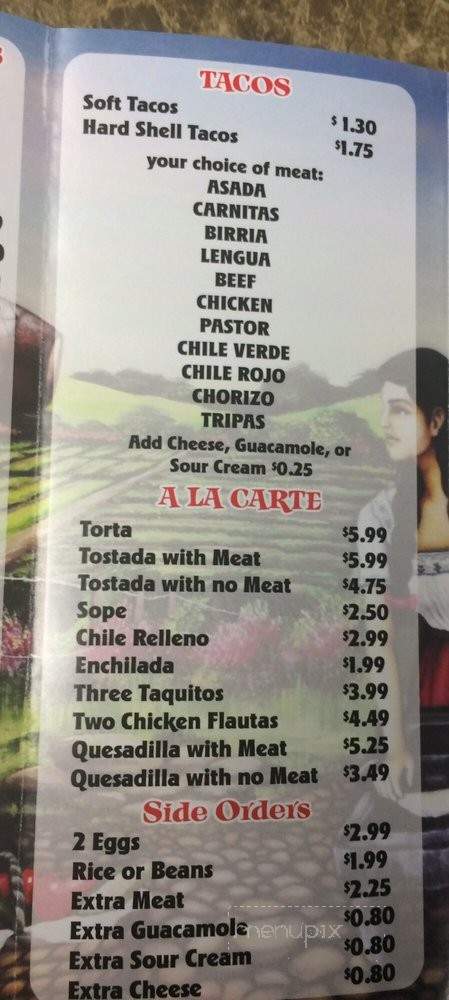 TACOS
Soft Tacos $1.30
Hard Shell Tacos $1.75
your choice of meat:
ASADA
CARNITAS
BIRRIA
LENGUA
BEEF
CHICKEN
PASTOR
CHILE VERDE
CHILE ROJO
CHORIZO
TRIPAS
Add Cheese, Guacamole, or
Sour Cream $0.25
A LA CARTE
Torta $5.99
Tostada with Meat $5.99
Tostada with no Meat $4.75
Sope $2.50
Chile Relleno $2.99
Enchilada $1.99
Three Taquitos $3.99
Two Chicken Flautas $4.49
Quesadilla with Meat $5.25
Quesadilla with no Meat $3.49
Side Orders
2 Eggs $2.99
Rice or Beans $1.99
Extra Meat $2.25
Extra Guacamole $0.80
Extra Sour Cream $0.80
Extra Cheese $0.80
menupix